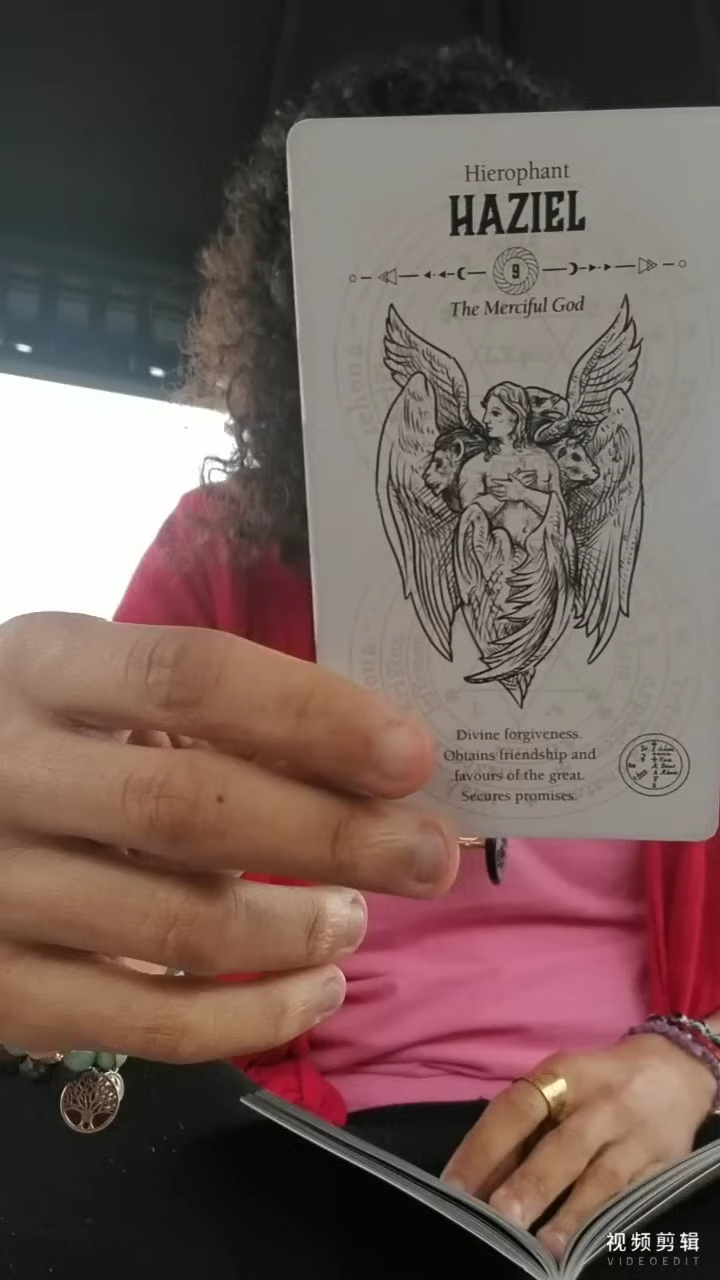 Hierophant
HAZIEL
9
The Merciful God
Divine forgiveness.
Obtains friendship and
favours of the great.
Secures promises.
视频剪辑
VIDEOEDIT